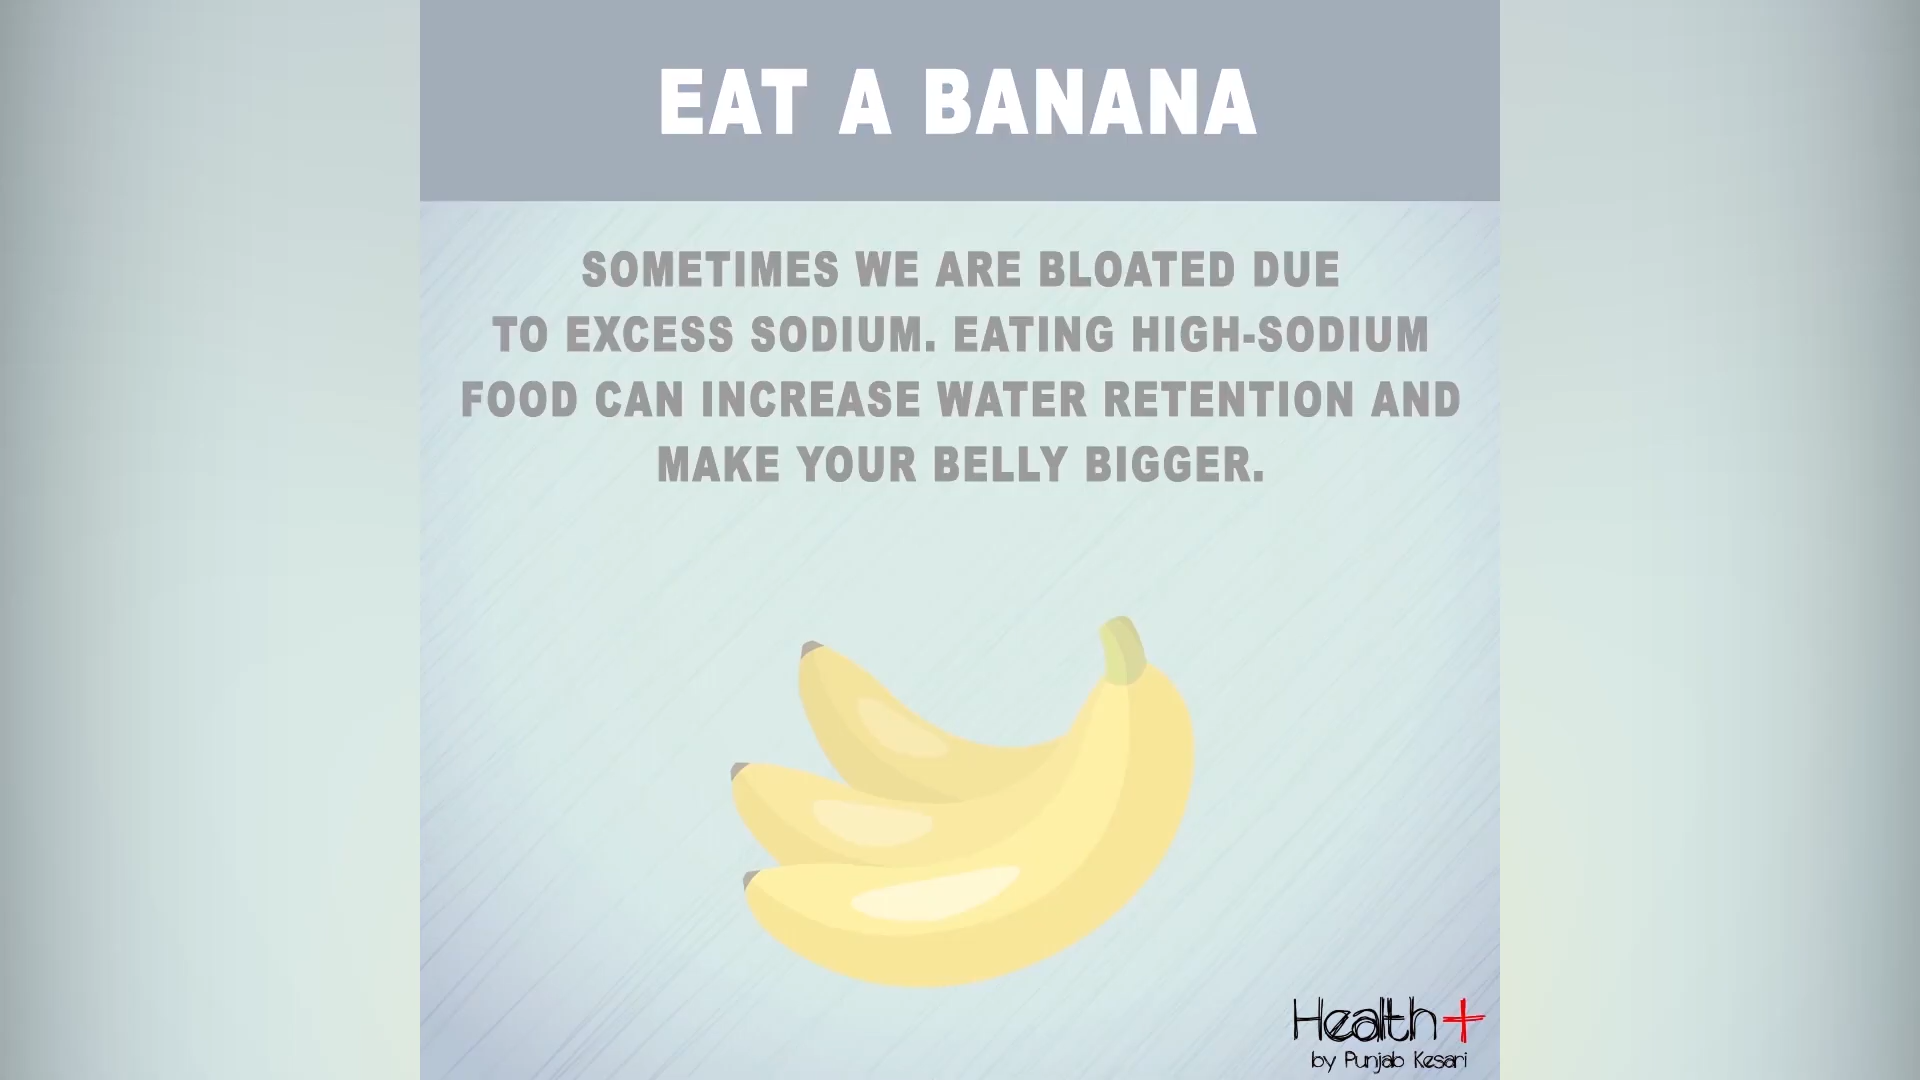 EAT A BANANA
SOMETIMES WE ARE BLOATED DUE
TO EXCESS SODIUM. EATING HIGH-SODIUM
FOOD CAN INCREASE WATER RETENTION AND
MAKE YOUR BELLY BIGGER.
Health+
by Punjab Kesari